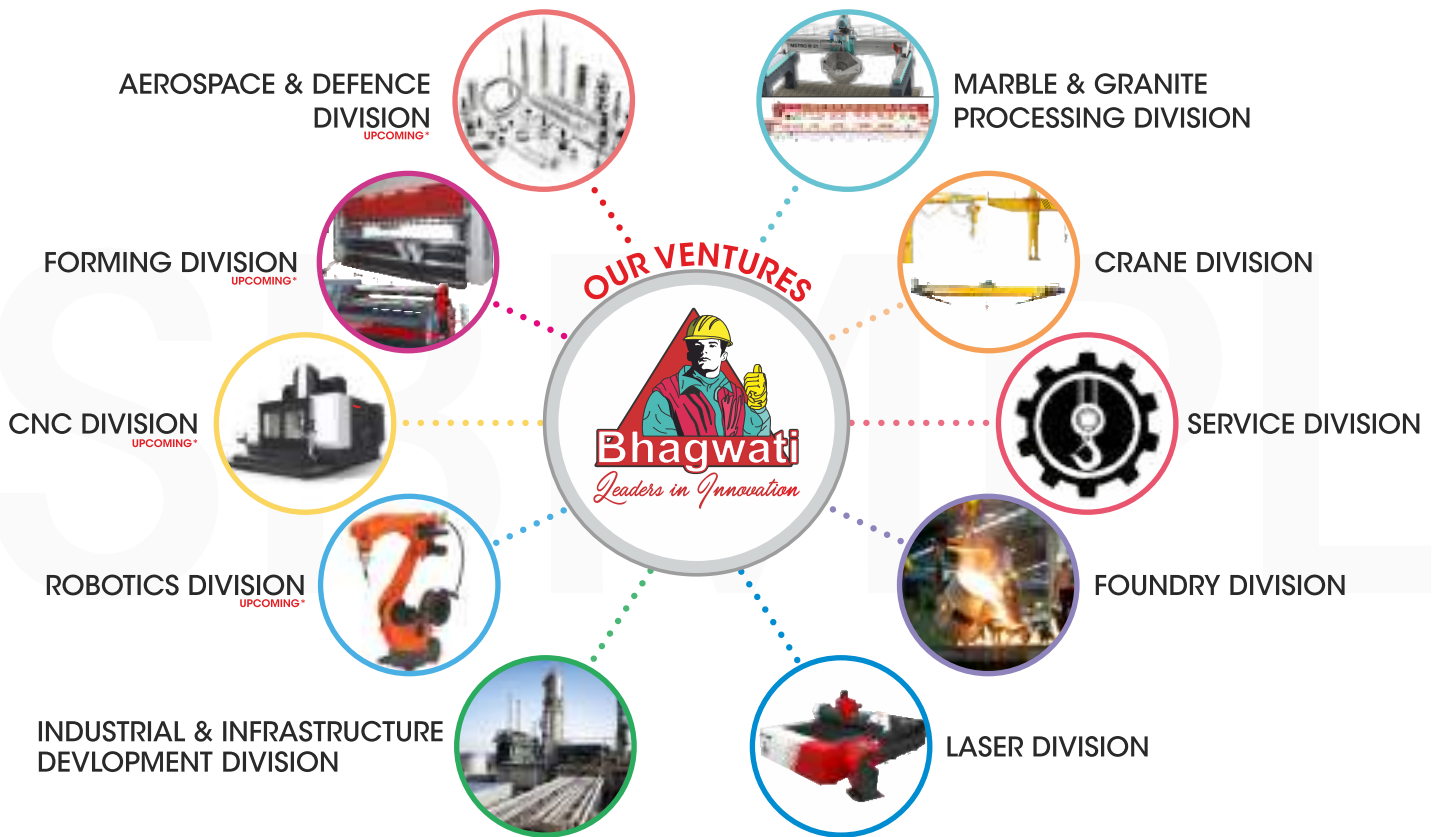 AEROSPACE & DEFENCE
DIVISION
UPCOMING*
MARBLE & GRANITE
PROCESSING DIVISION
FORMING DIVISION
UPCOMING*
OUR VENTURES
CRANE DIVISION
CNC DIVISION
UPCOMING*
Bhagwati
Leaders in Innovation
SERVICE DIVISION
ROBOTICS DIVISION
UPCOMING*
FOUNDRY DIVISION
INDUSTRIAL & INFRASTRUCTURE
DEVLOPMENT DIVISION
LASER DIVISION